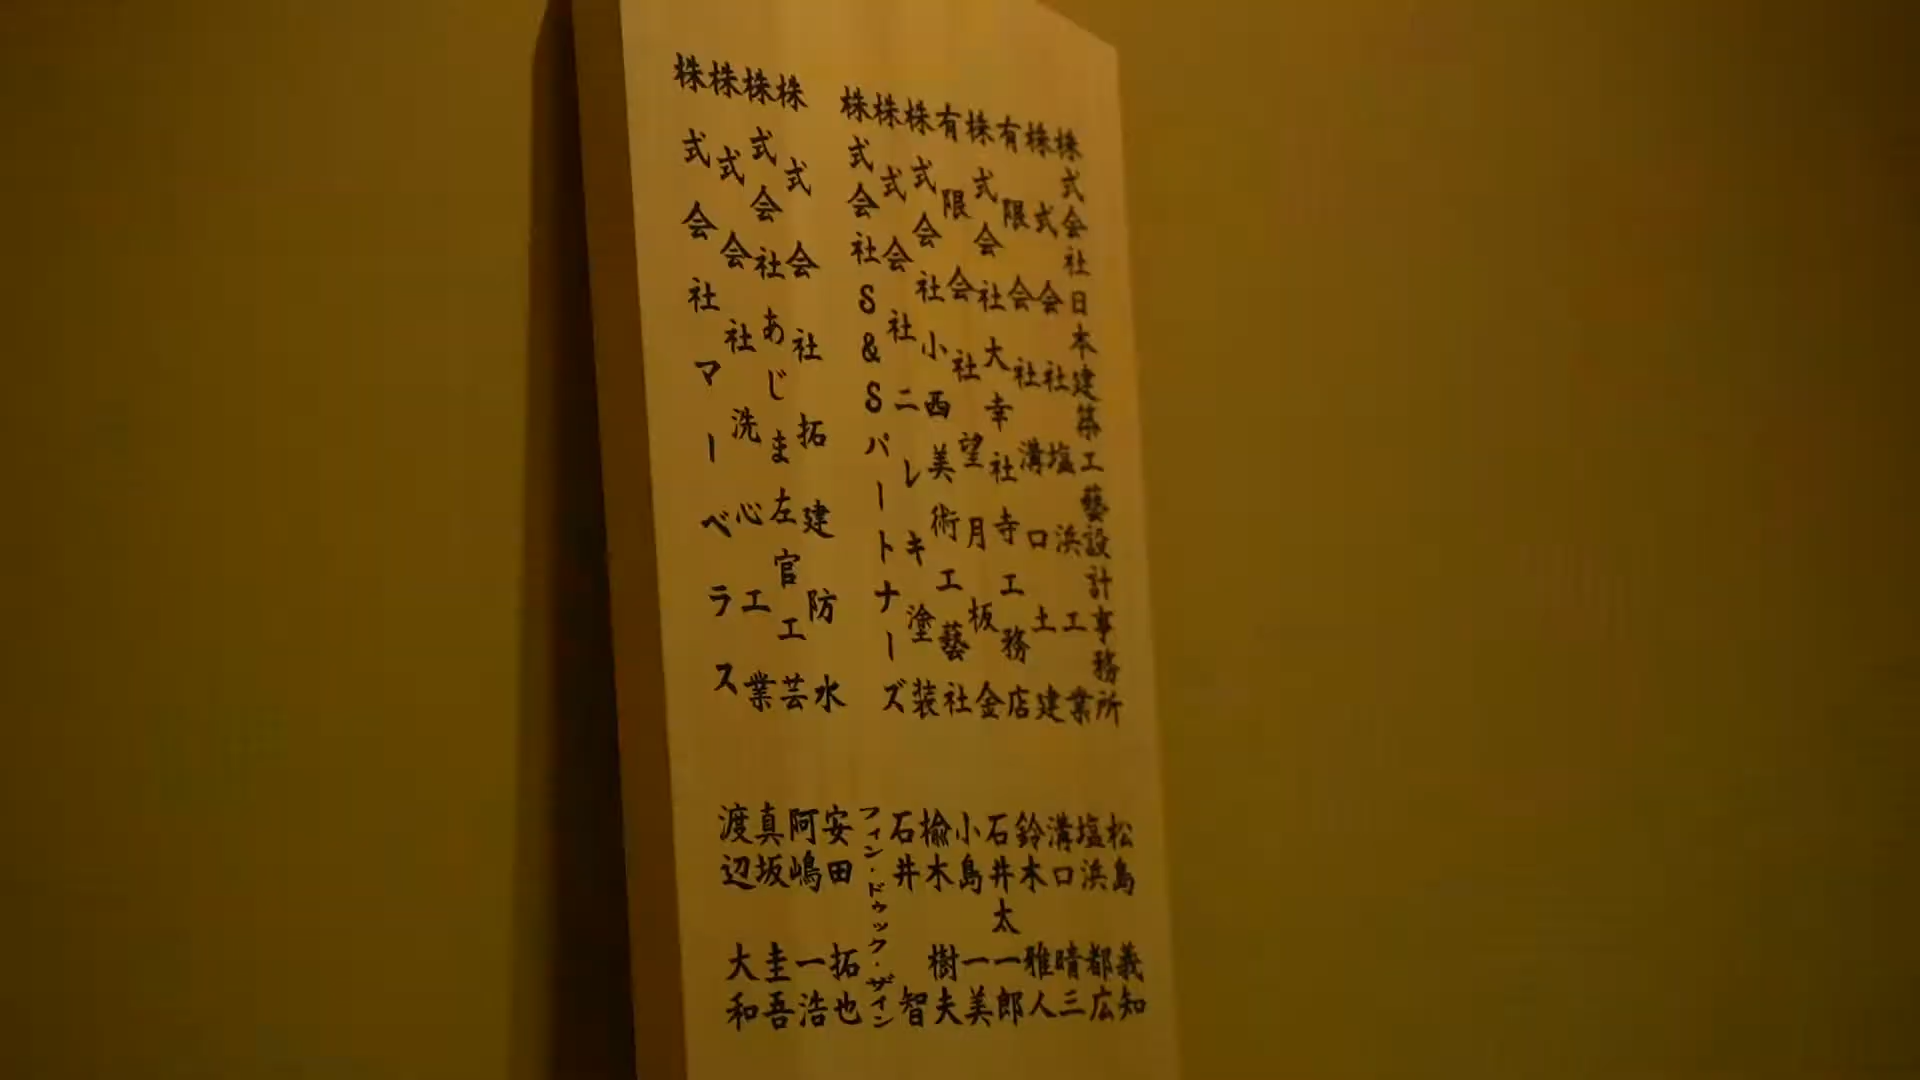 株式会社日本建築工藝設計事務所
株式会社塩浜工業
有限会社溝口土建
株式会社大幸社寺工務店
有限会社望月板金
株式会社小西美術工藝社
株式会社ニレキ塗装
株式会社S&Sパートナーズ
株式会社拓建防水
株式会社あじま左官工芸
株式会社洗心工業
株式会社マーベラス
松島義知
塩浜都広
溝口晴三
鈴木雅人
石井太一郎
小島一美
楡木樹夫
石井智
フィン・ドゥック・ザイン
安田拓也
阿嶋一浩
真坂圭吾
渡辺大和